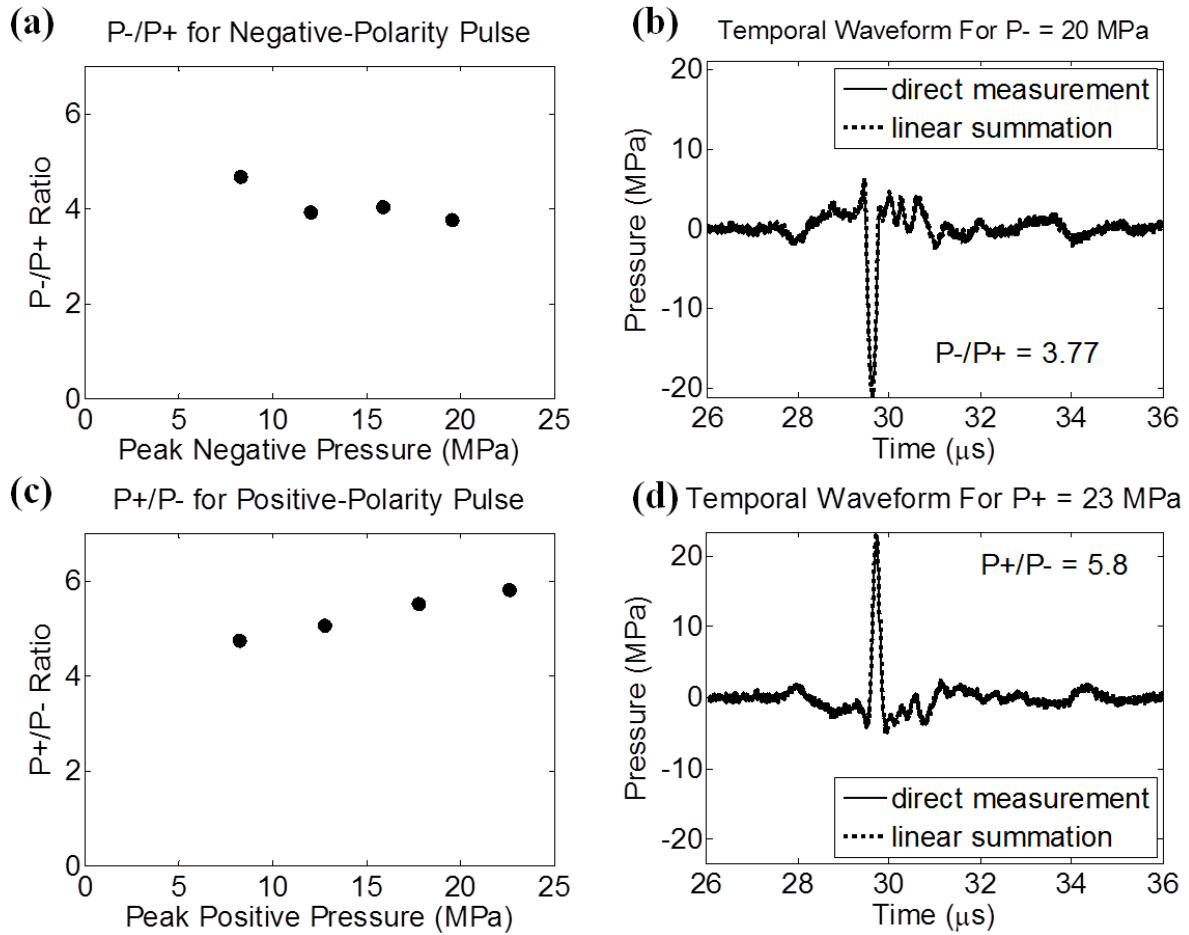 (a)
P-/P+ for Negative-Polarity Pulse
P-/P+ Ratio
6
4
2
0
0 5 10 15 20 25
Peak Negative Pressure (MPa)
(b)
Temporal Waveform For P- = 20 MPa
Pressure (MPa)
20
10
0
-10
-20
direct measurement
linear summation
P-/P+ = 3.77
26 28 30 32 34 36
Time (μs)
(c)
P+/P- for Positive-Polarity Pulse
P+/P- Ratio
6
4
2
0
0 5 10 15 20 25
Peak Positive Pressure (MPa)
(d)
Temporal Waveform For P+ = 23 MPa
Pressure (MPa)
20
10
0
-10
-20
P+/P- = 5.8
direct measurement
linear summation
26 28 30 32 34 36
Time (μs)